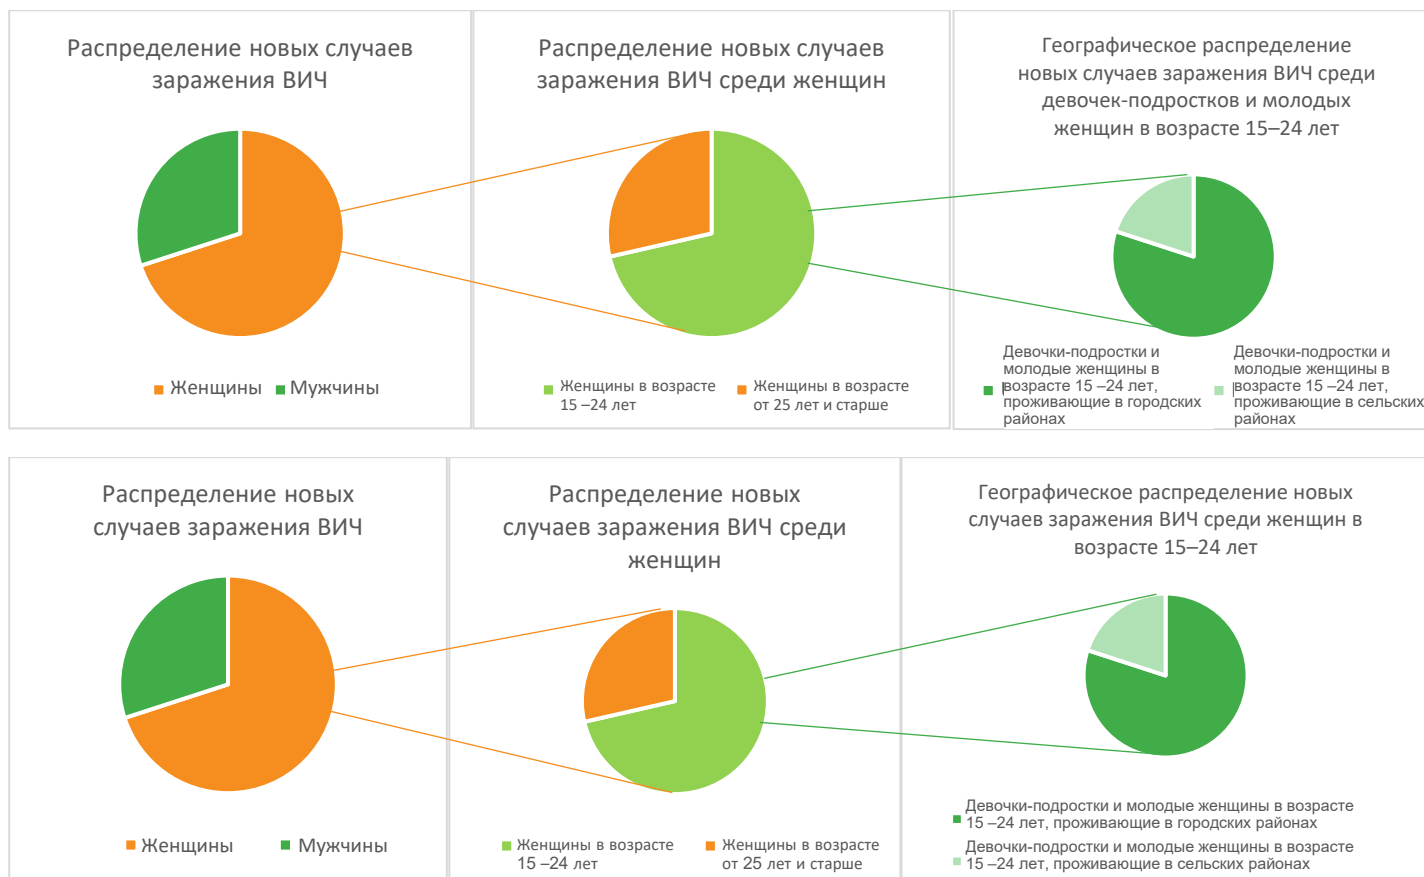 Распределение новых случаев
заражения ВИЧ
Женщины
Мужчины
Распределение новых случаев
заражения ВИЧ среди женщин
Женщины в возрасте
15 –24 лет
Женщины в возрасте
от 25 лет и старше
Географическое распределение
новых случаев заражения ВИЧ среди
девочек-подростков и молодых
женщин в возрасте 15–24 лет
Девочки-подростки и
молодые женщины в
возрасте 15 –24 лет,
проживающие в городских
районах
Девочки-подростки и
молодые женщины в
возрасте 15 –24 лет,
проживающие в сельских
районах
Распределение новых
случаев заражения ВИЧ
Женщины
Мужчины
Распределение новых
случаев заражения ВИЧ среди
женщин
Женщины в возрасте
15 –24 лет
Женщины в возрасте
от 25 лет и старше
Географическое распределение новых
случаев заражения ВИЧ среди женщин в
возрасте 15–24 лет
Девочки-подростки и молодые женщины в возрасте
15 –24 лет, проживающие в городских районах
Девочки-подростки и молодые женщины в возрасте
15 –24 лет, проживающие в сельских районах